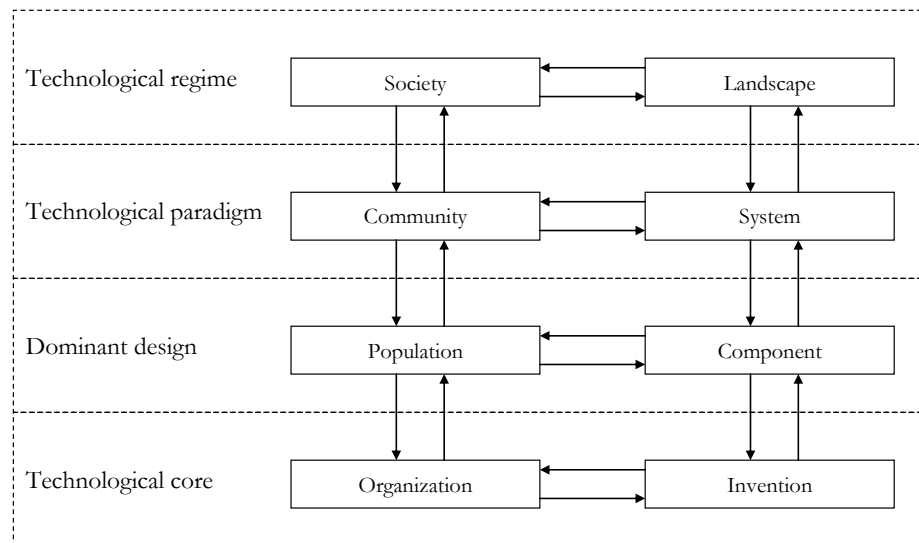 Technological regime
Society
Landscape
Technological paradigm
Community
System
Dominant design
Population
Component
Technological core
Organization
Invention